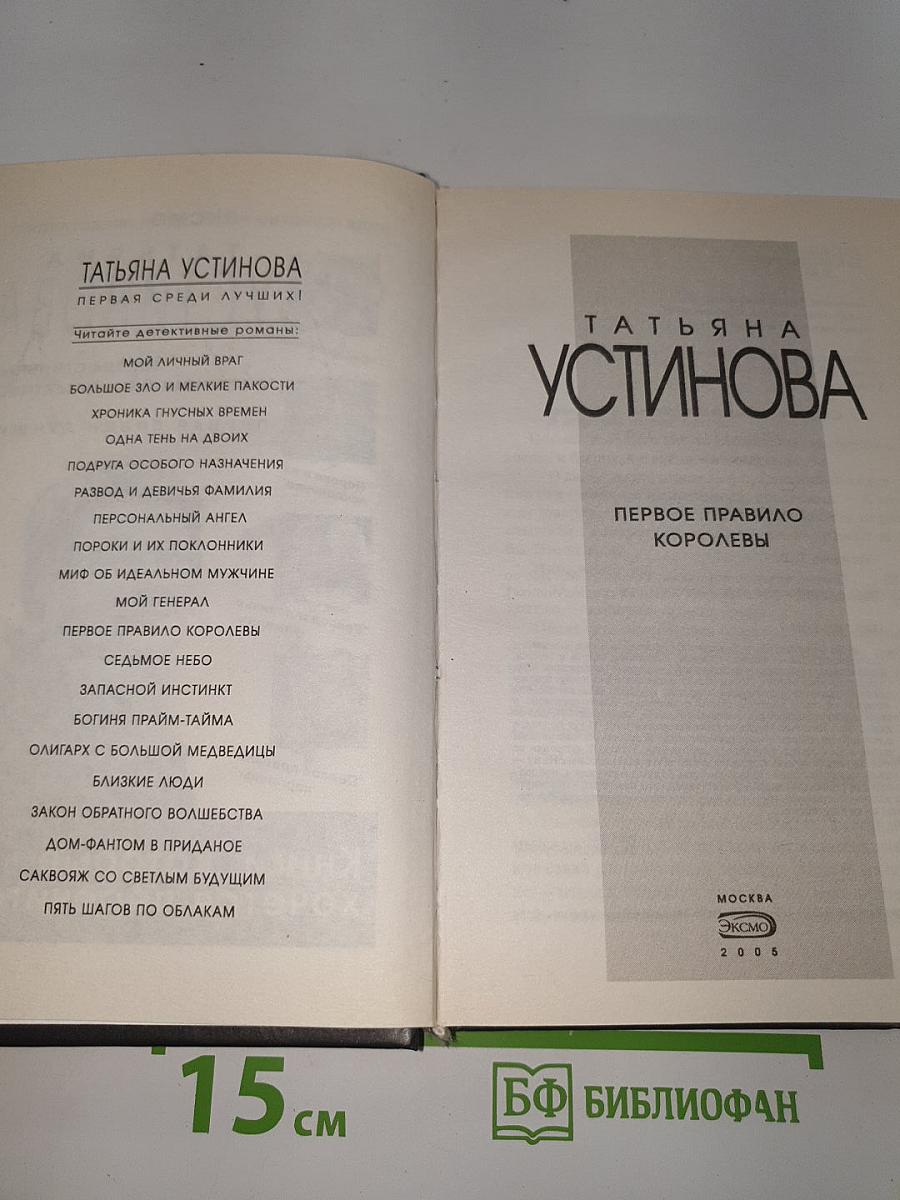 ТАТЬЯНА УСТИНОВА
ПЕРВАЯ СРЕДИ ЛУЧШИХ!
Читайте детективные романы:
МОЙ ЛИЧНЫЙ ВРАГ
БОЛЬШОЕ ЗЛО И МЕЛКИЕ ПАКОСТИ
ХРОНИКА ГНУСНЫХ ВРЕМЕН
ОДНА ТЕНЬ НА ДВОИХ
ПОДРУГА ОСОБОГО НАЗНАЧЕНИЯ
РАЗВОД И ДЕВИЧЬЯ ФАМИЛИЯ
ПЕРСОНАЛЬНЫЙ АНГЕЛ
ПОРОКИ И ИХ ПОКЛОННИКИ
МИФ ОБ ИДЕАЛЬНОМ МУЖЧИНЕ
МОЙ ГЕНЕРАЛ
ПЕРВОЕ ПРАВИЛО КОРОЛЕВЫ
СЕДЬМОЕ НЕБО
ЗАПАСНОЙ ИНСТИНКТ
БОГИНЯ ПРАЙМ-ТАЙМА
ОЛИГАРХ С БОЛЬШОЙ МЕДВЕДИЦЫ
БЛИЗКИЕ ЛЮДИ
ЗАКОН ОБРАТНОГО ВОЛШЕБСТВА
ДОМ-ФАНТОМ В ПРИДАНОЕ
САКВОЯЖ СО СВЕТЛЫМ БУДУЩИМ
ПЯТЬ ШАГОВ ПО ОБЛАКАМ
ТАТЬЯНА
УСТИНОВА
ПЕРВОЕ ПРАВИЛО
КОРОЛЕВЫ
МОСКВА
ЭКСМО
2005
15 см
БФ БИБЛИОФАН